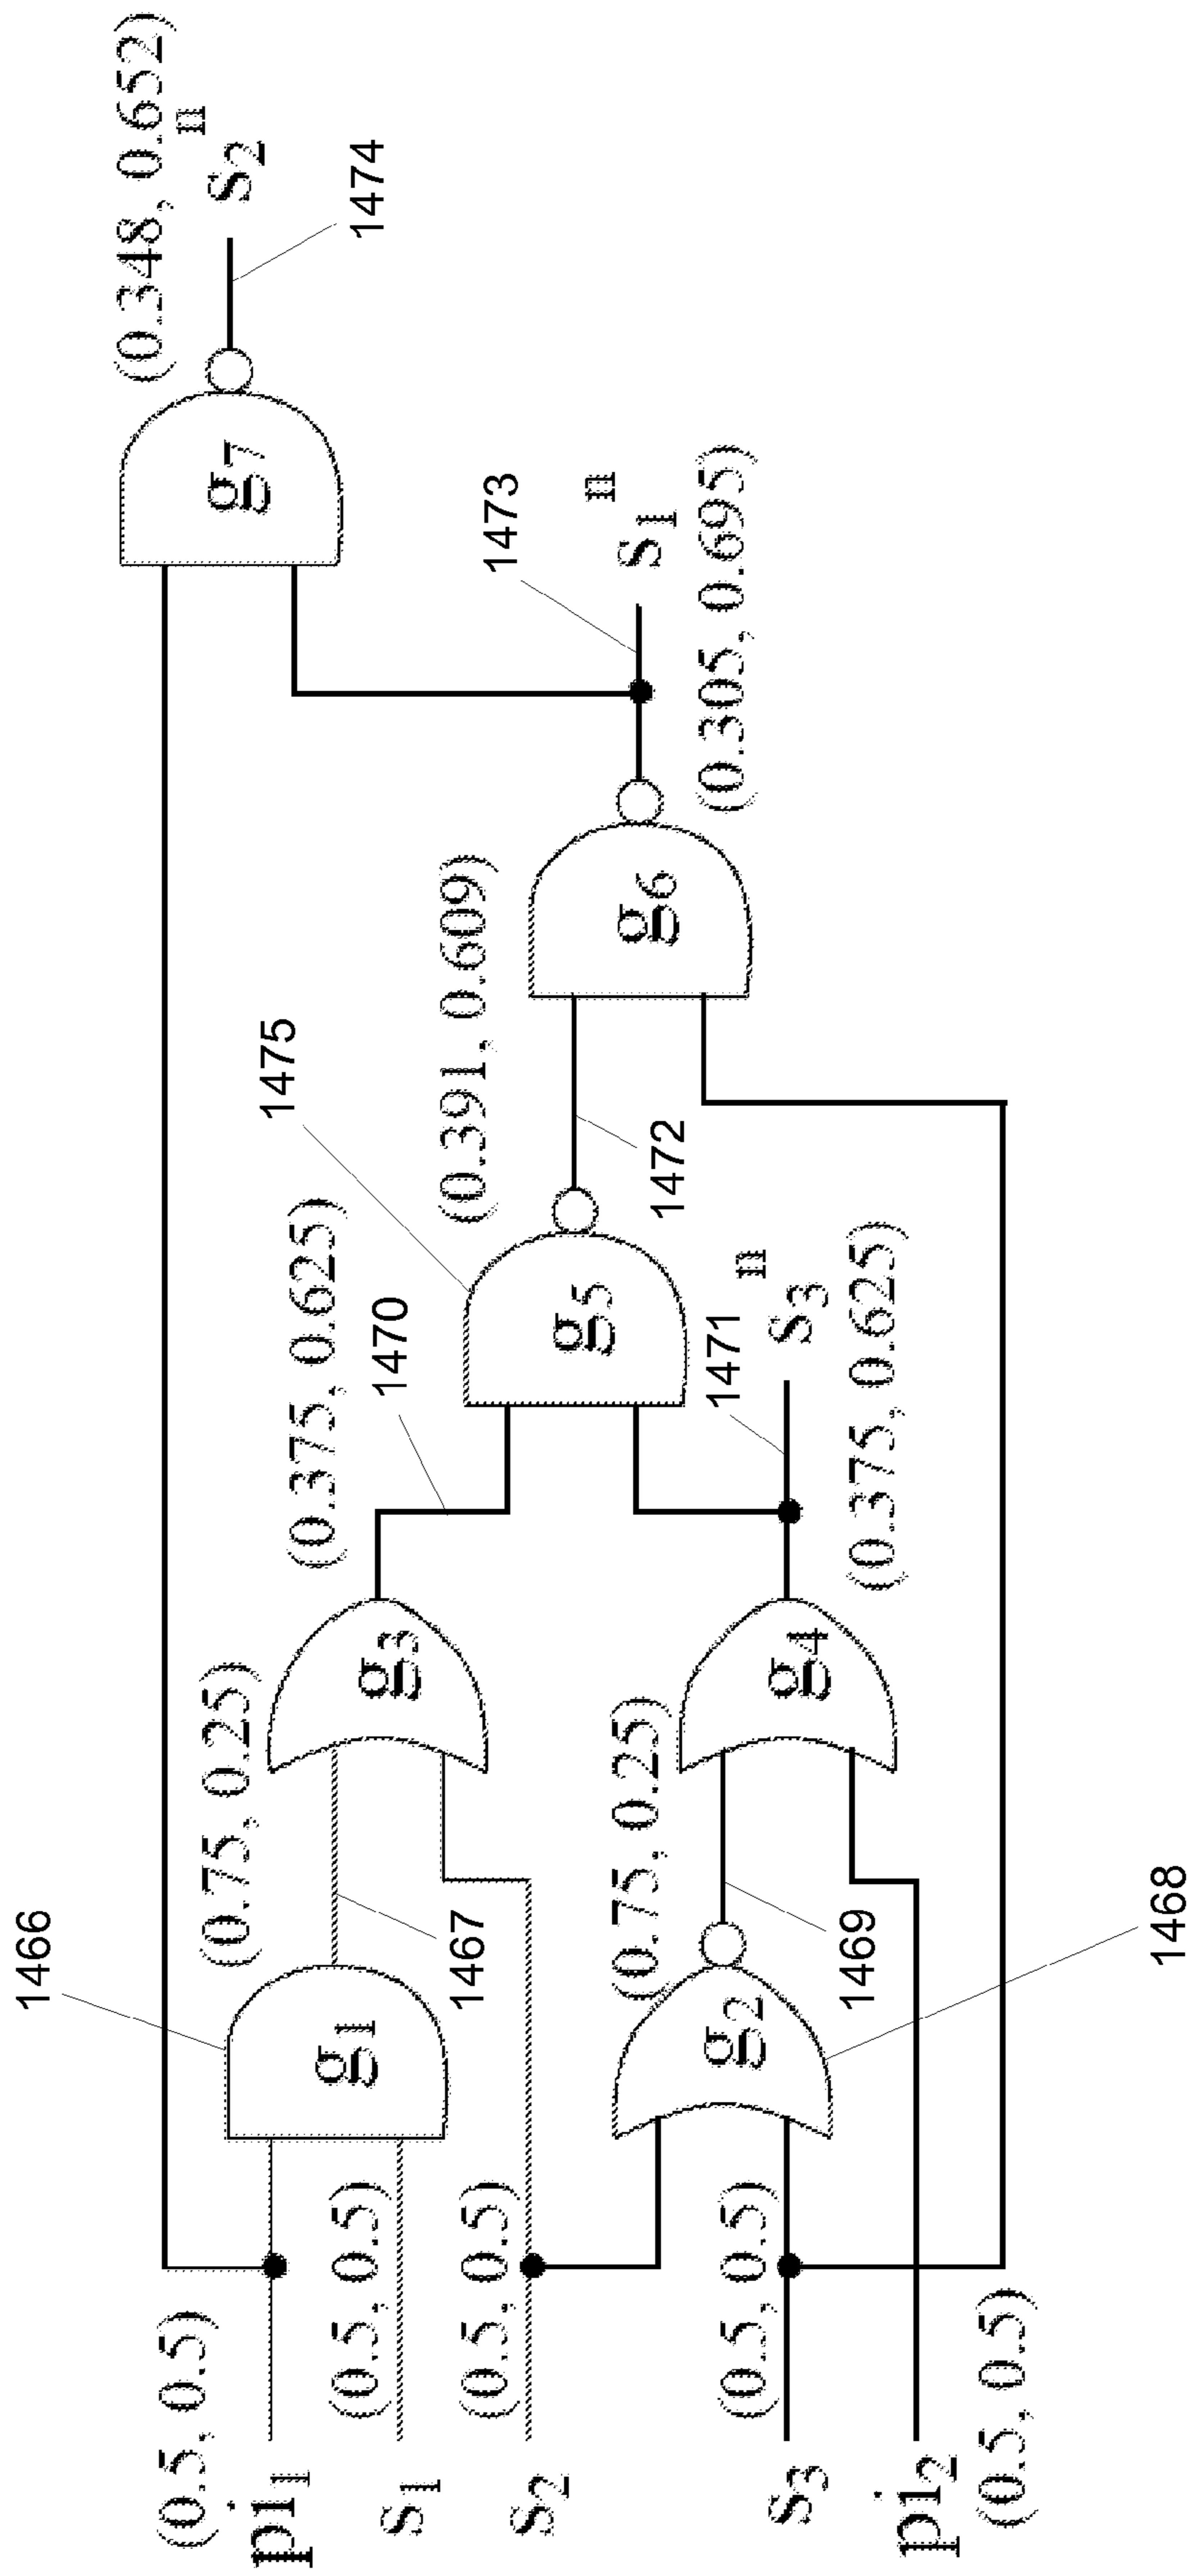 (0.5, 0.5)
pi1
s1
(0.5, 0.5)
s2
(0.5, 0.5)
s3
(0.5, 0.5)
pi2
(0.5, 0.5)
1466
g1
(0.75, 0.25)
1467
g2
(0.75, 0.25)
1469
1468
g3
(0.375, 0.625)
1470
g4
1471
s3 n
(0.375, 0.625)
1475
g5
(0.391, 0.609)
1472
g6
1473
s1 n
(0.305, 0.695)
g7
(0.348, 0.652)
s2 n
1474